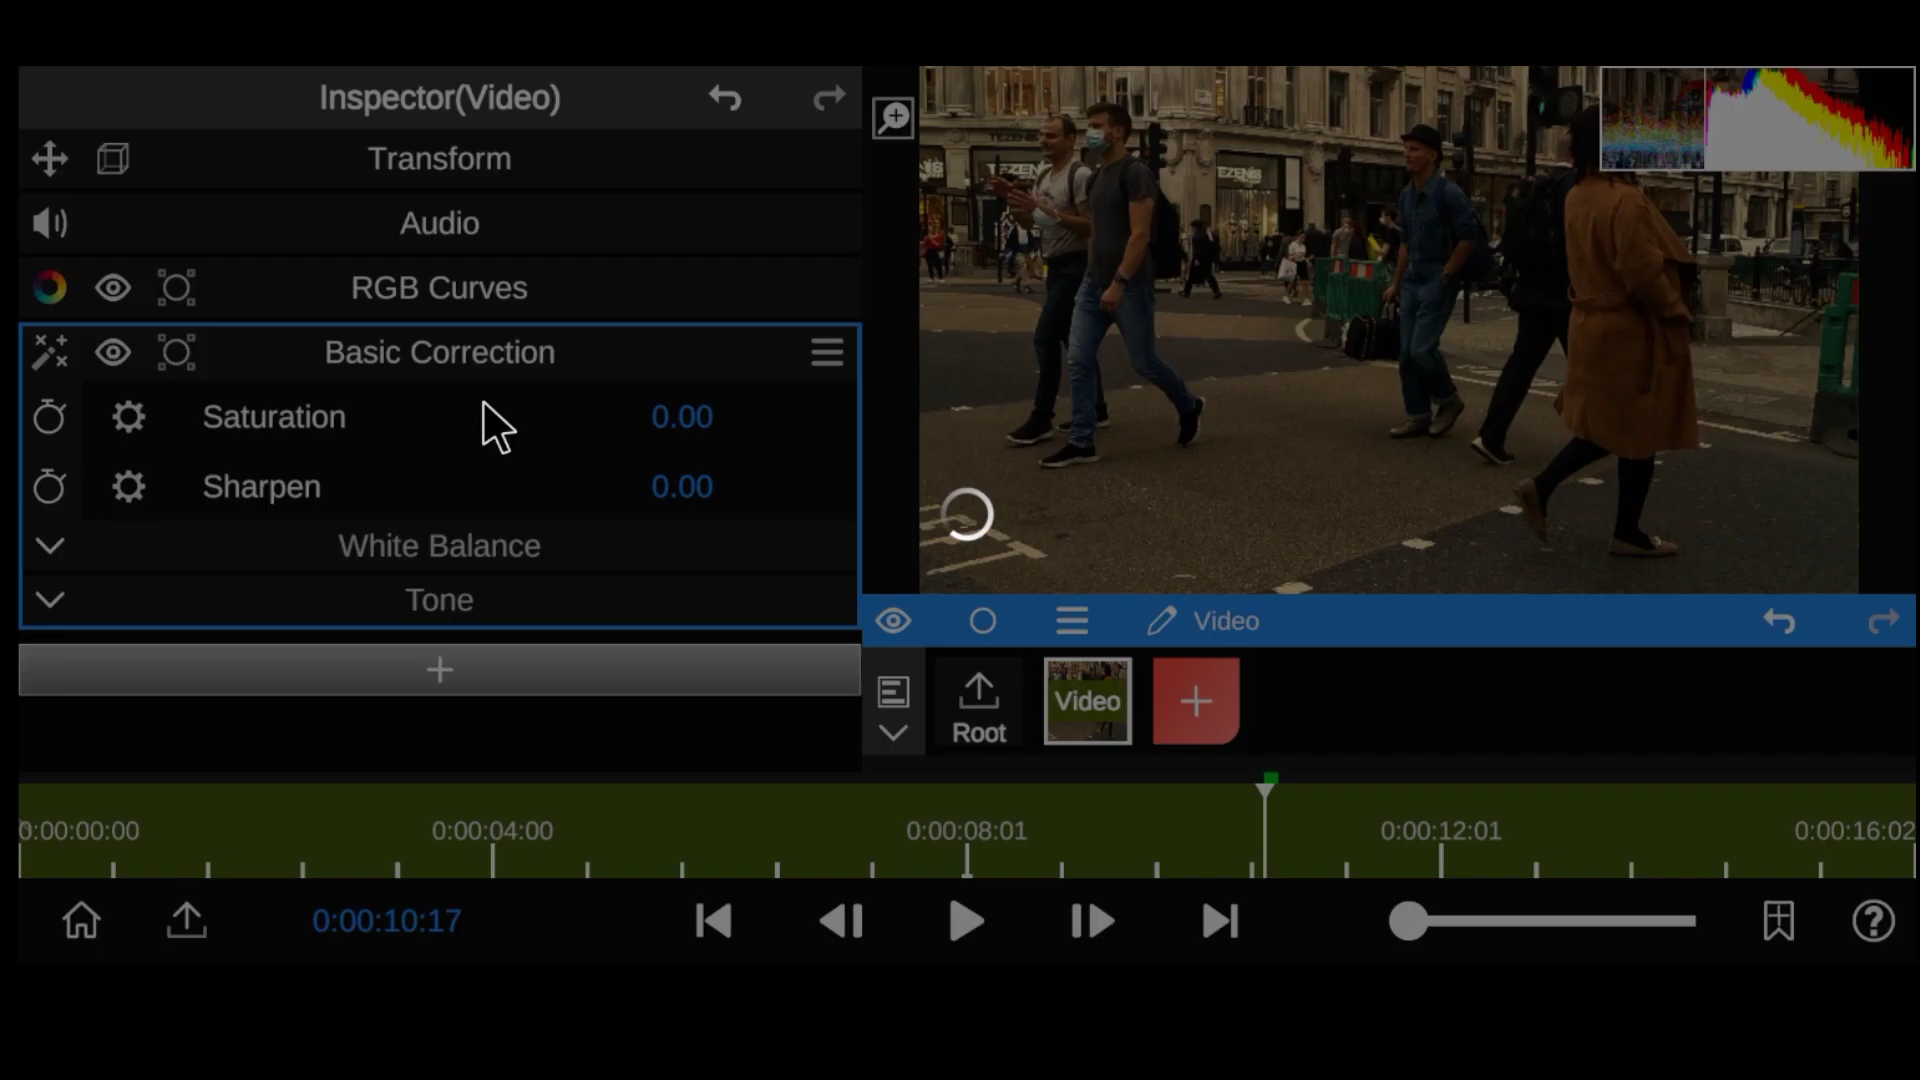 Inspector(Video)
Transform
Audio
RGB Curves
Basic Correction
Saturation 0.00
Sharpen 0.00
White Balance
Tone
TEZENIS
Video
Root
Video
0:00:00:00 0:00:04:00 0:00:08:01 0:00:12:01 0:00:16:02
0:00:10:17